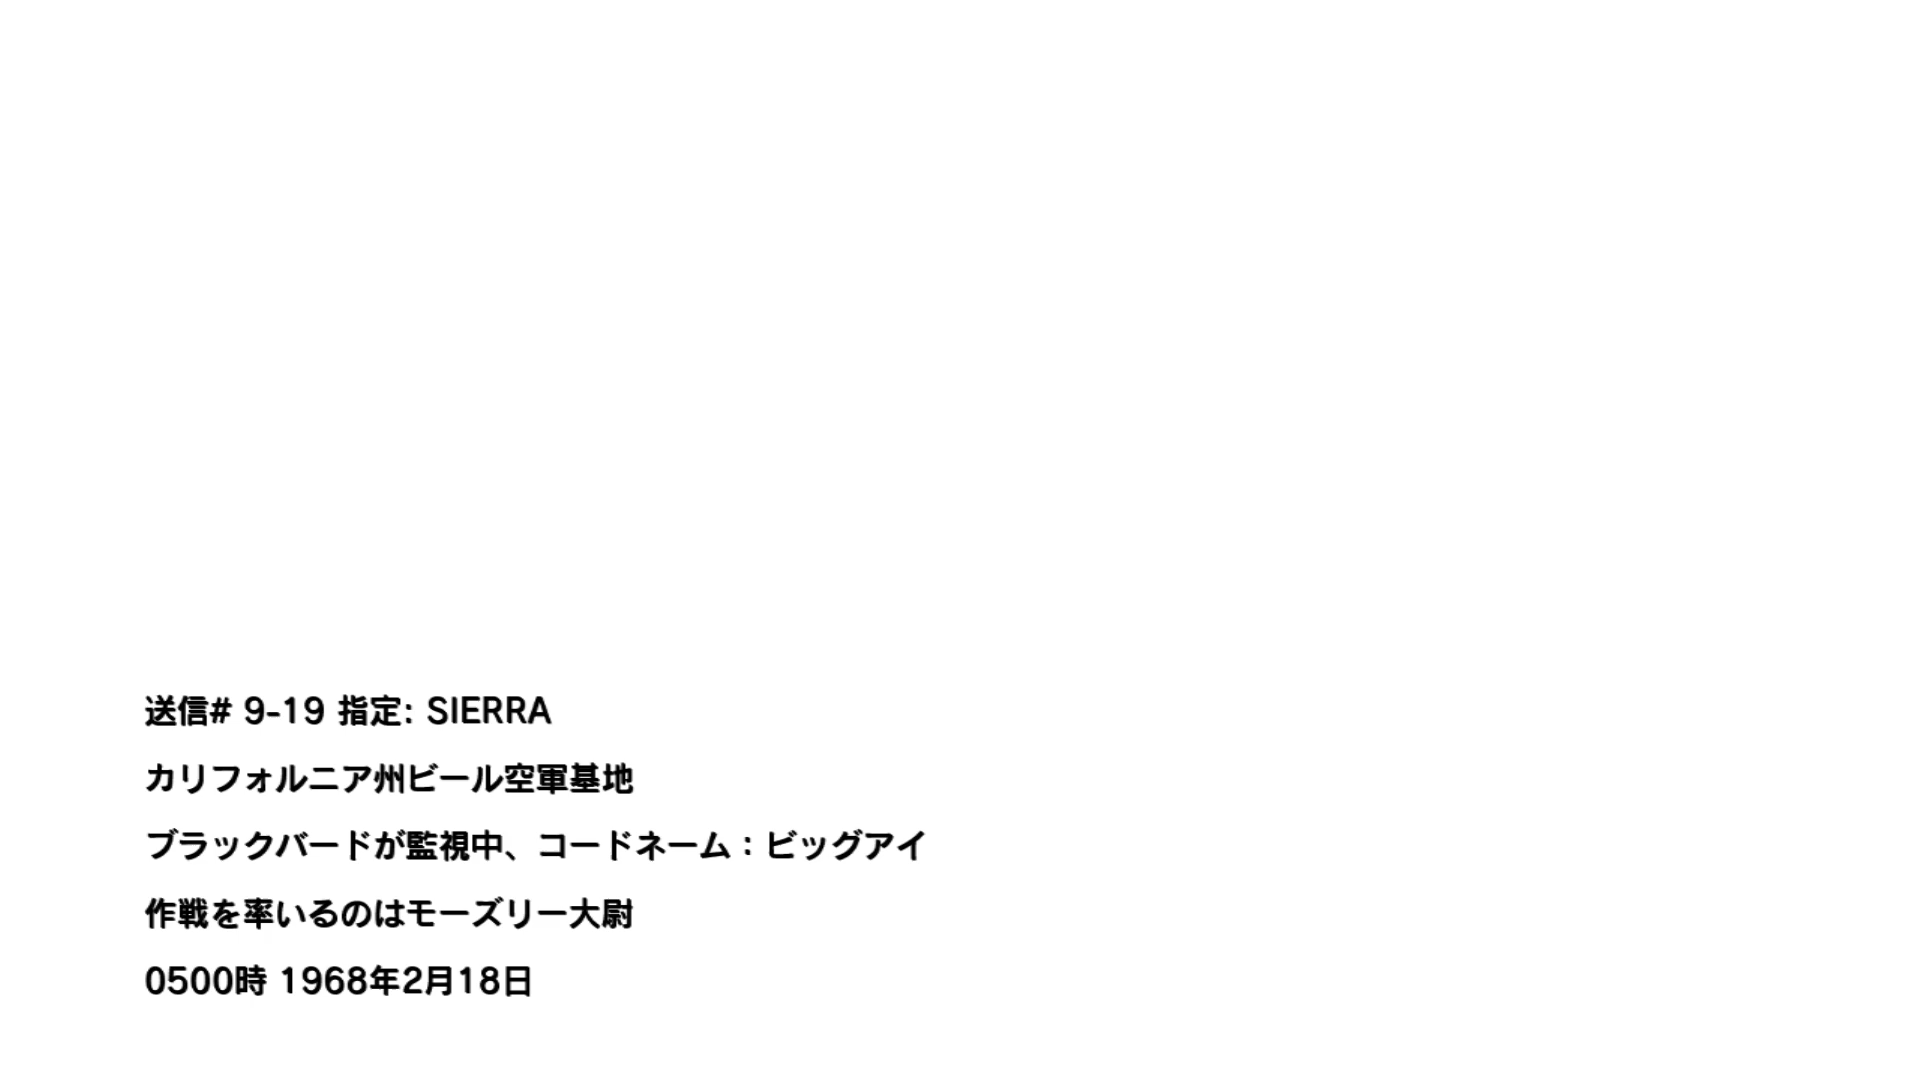 送信# 9-19 指定: SIERRA
カリフォルニア州ビール空軍基地
ブラックバードが監視中、コードネーム：ビッグアイ
作戦を率いるのはモーズリー大尉
0500時 1968年2月18日